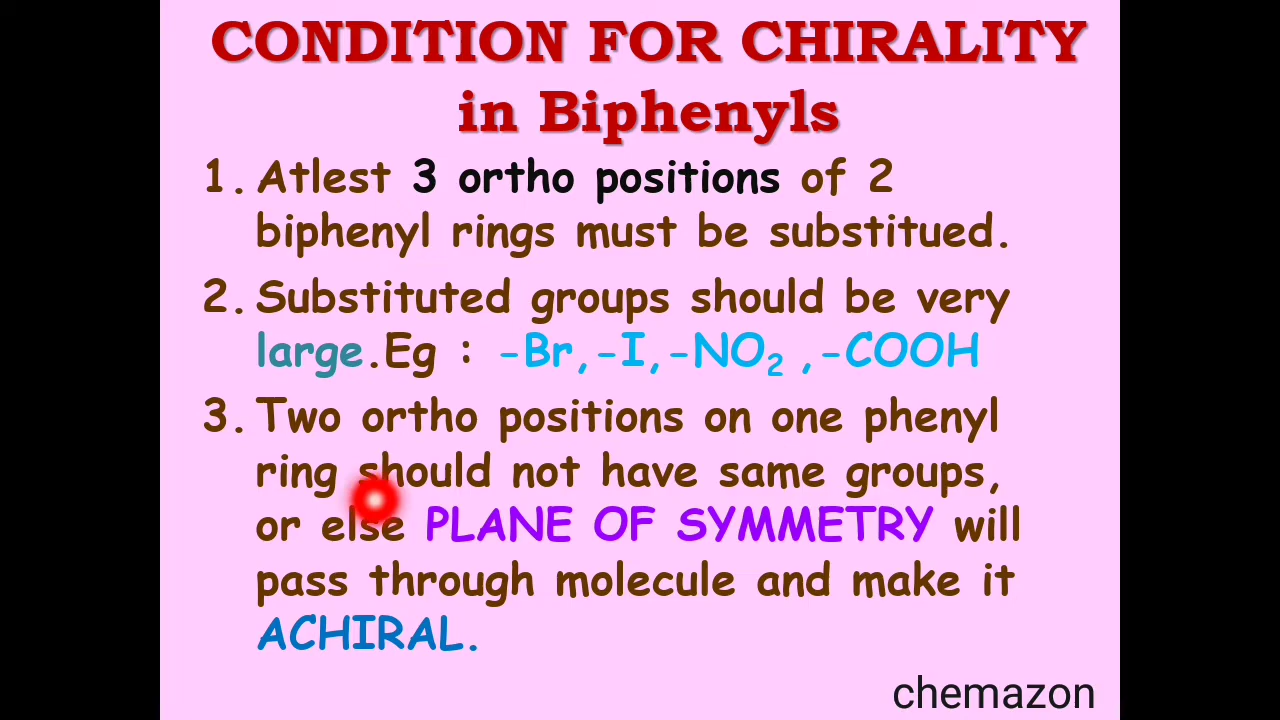 CONDITION FOR CHIRALITY
in Biphenyls
1. Atlest 3 ortho positions of 2
biphenyl rings must be substitued.
2. Substituted groups should be very
large.Eg : -Br,-I,-NO₂ ,-COOH
3. Two ortho positions on one phenyl
ring should not have same groups,
or else PLANE OF SYMMETRY will
pass through molecule and make it
ACHIRAL.
chemazon